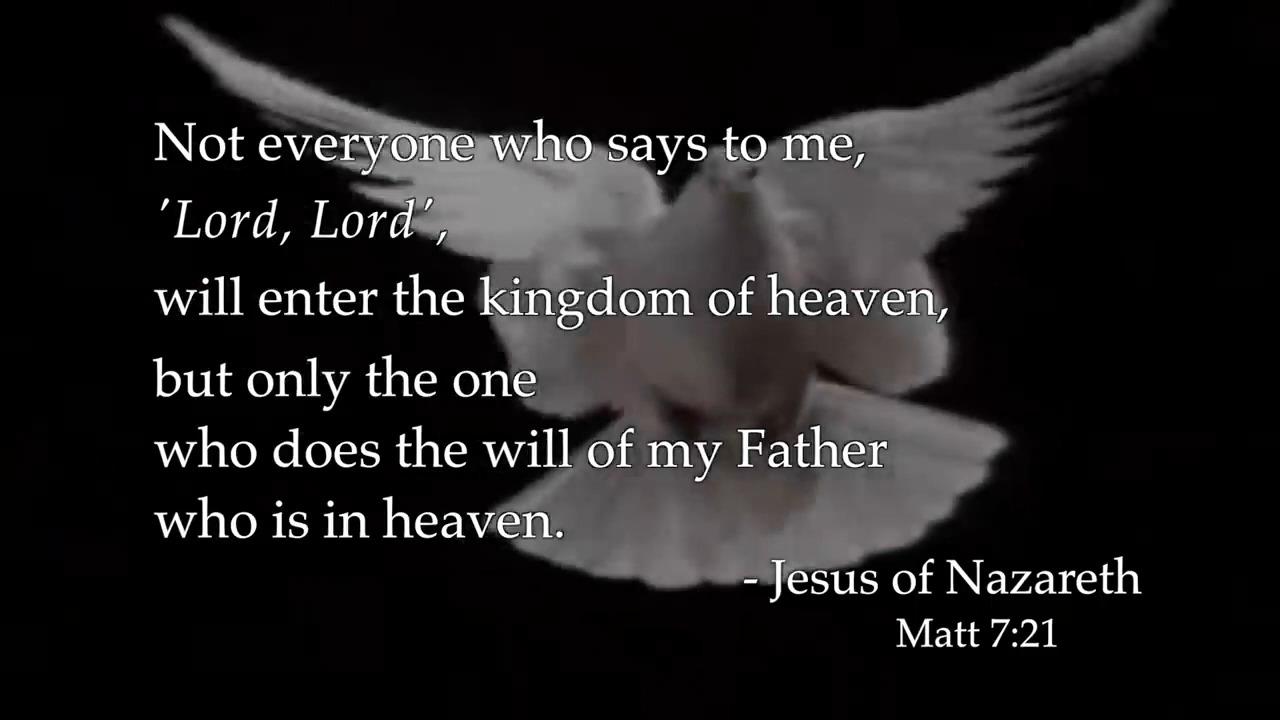 Not everyone who says to me,
'Lord, Lord',
will enter the kingdom of heaven,
but only the one
who does the will of my Father
who is in heaven.
- Jesus of Nazareth
Matt 7:21